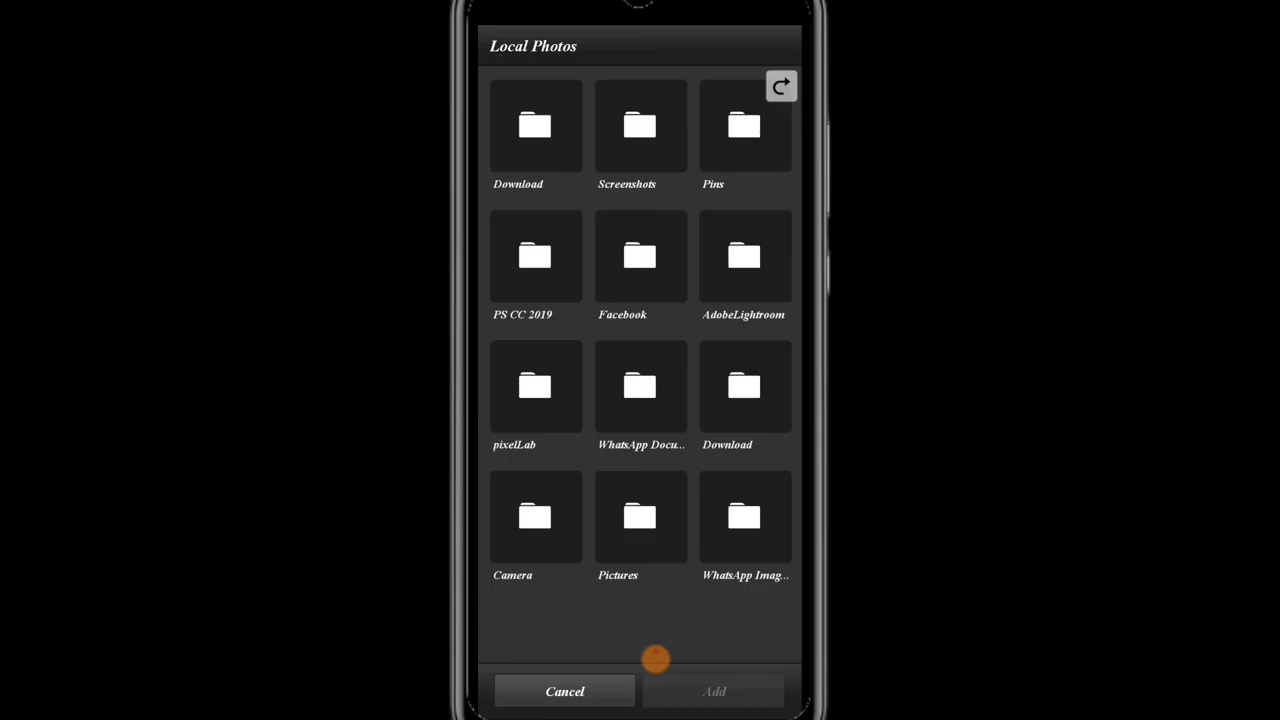 Local Photos
Download
Screenshots
Pins
PS CC 2019
Facebook
AdobeLightroom
pixelLab
WhatsApp Docu...
Download
Camera
Pictures
WhatsApp Imag...
Cancel
Add